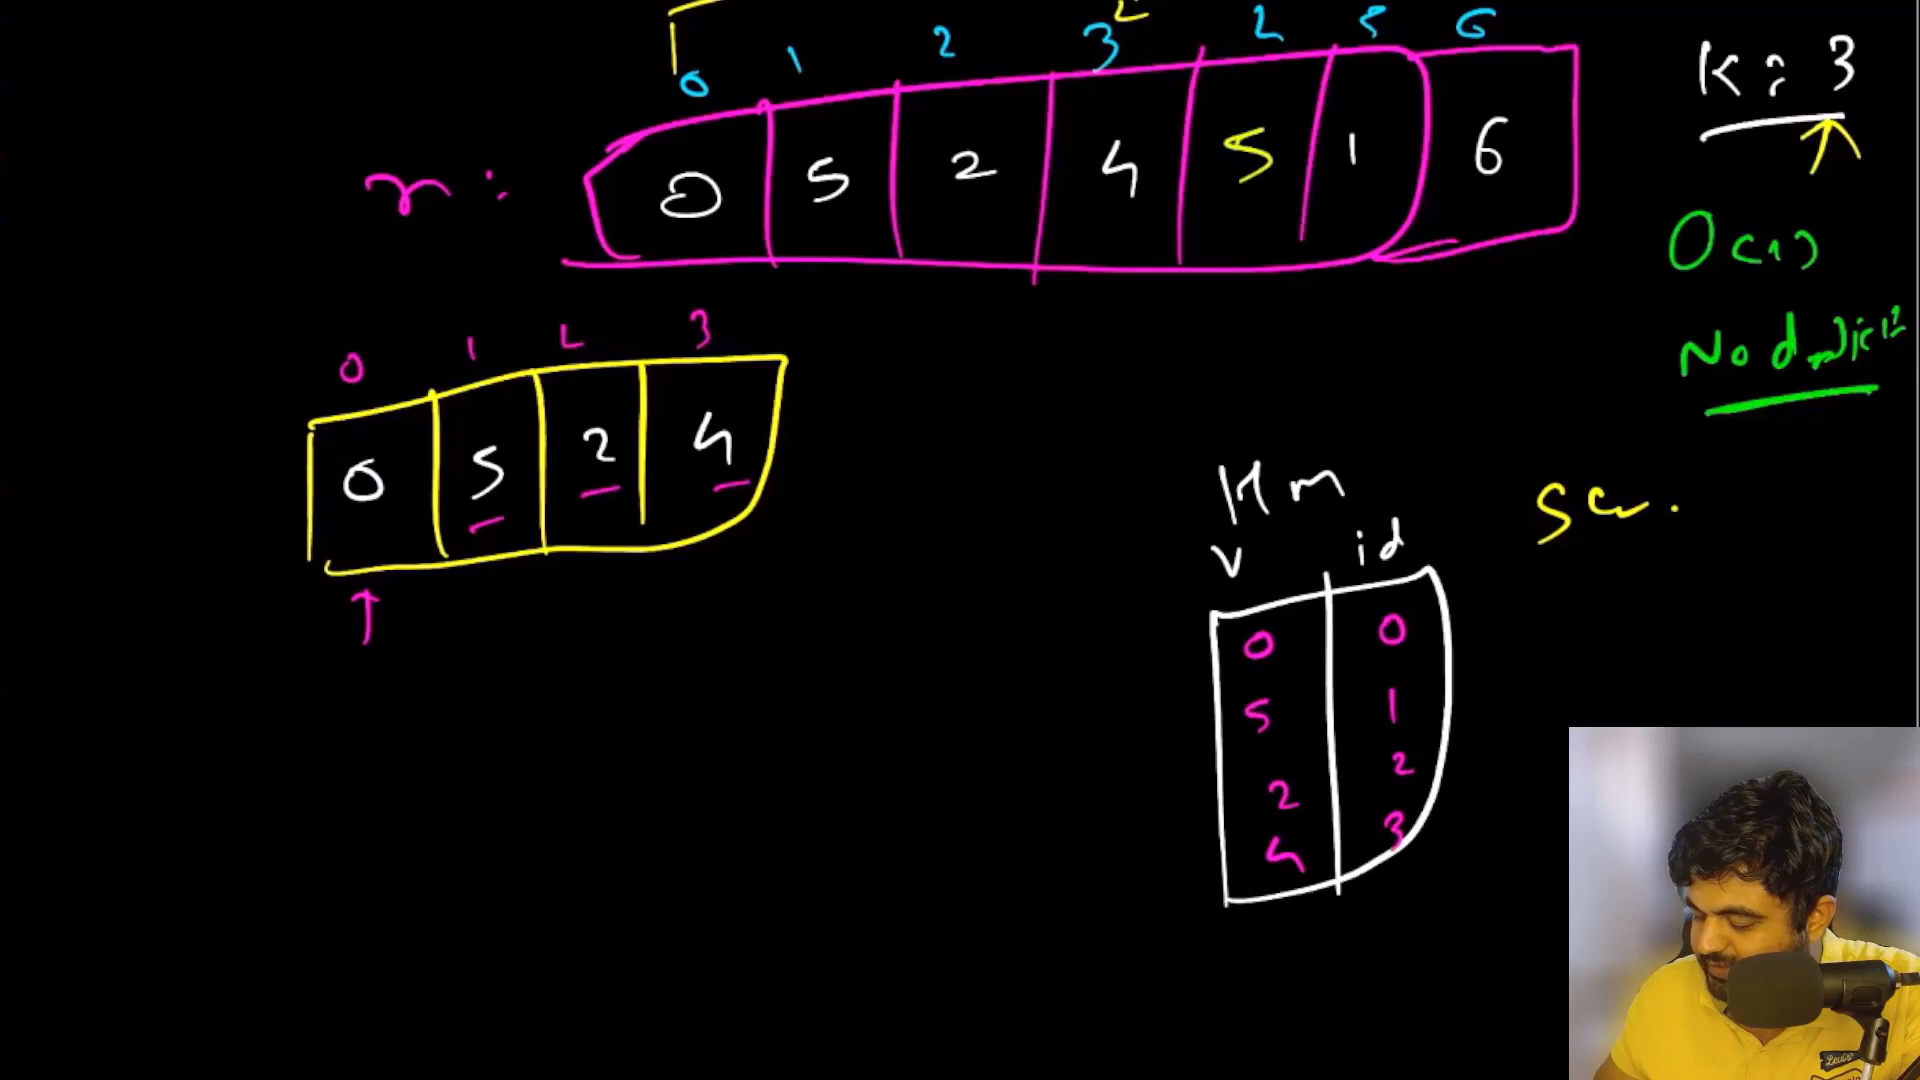 0 1 2 3 2 5 6
K: 3
r: 0 5 2 4 5 1 6
O(1)
No
0 1 2 3
0 5 2 4
Hm
V id
0 0
5 1
2 2
4 3
Levi's